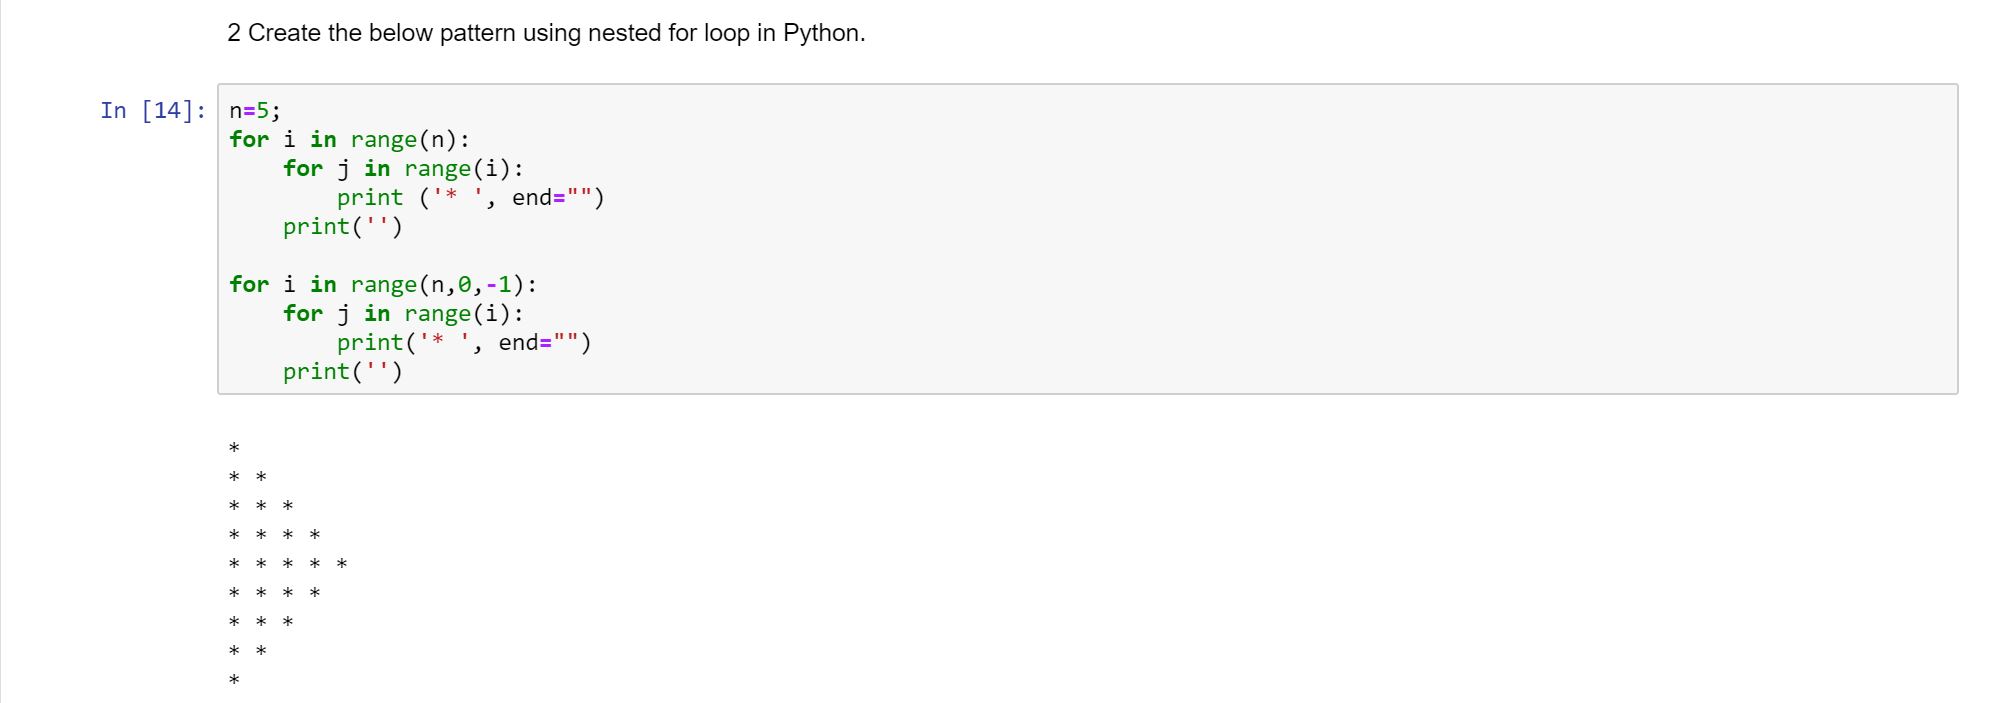 2 Create the below pattern using nested for loop in Python.
In [14]: n=5;
for i in range(n):
    for j in range(i):
        print ('* ', end="")
    print('')

for i in range(n,0,-1):
    for j in range(i):
        print('* ', end="")
    print('')

*
* *
* * *
* * * *
* * * * *
* * * *
* * *
* *
*